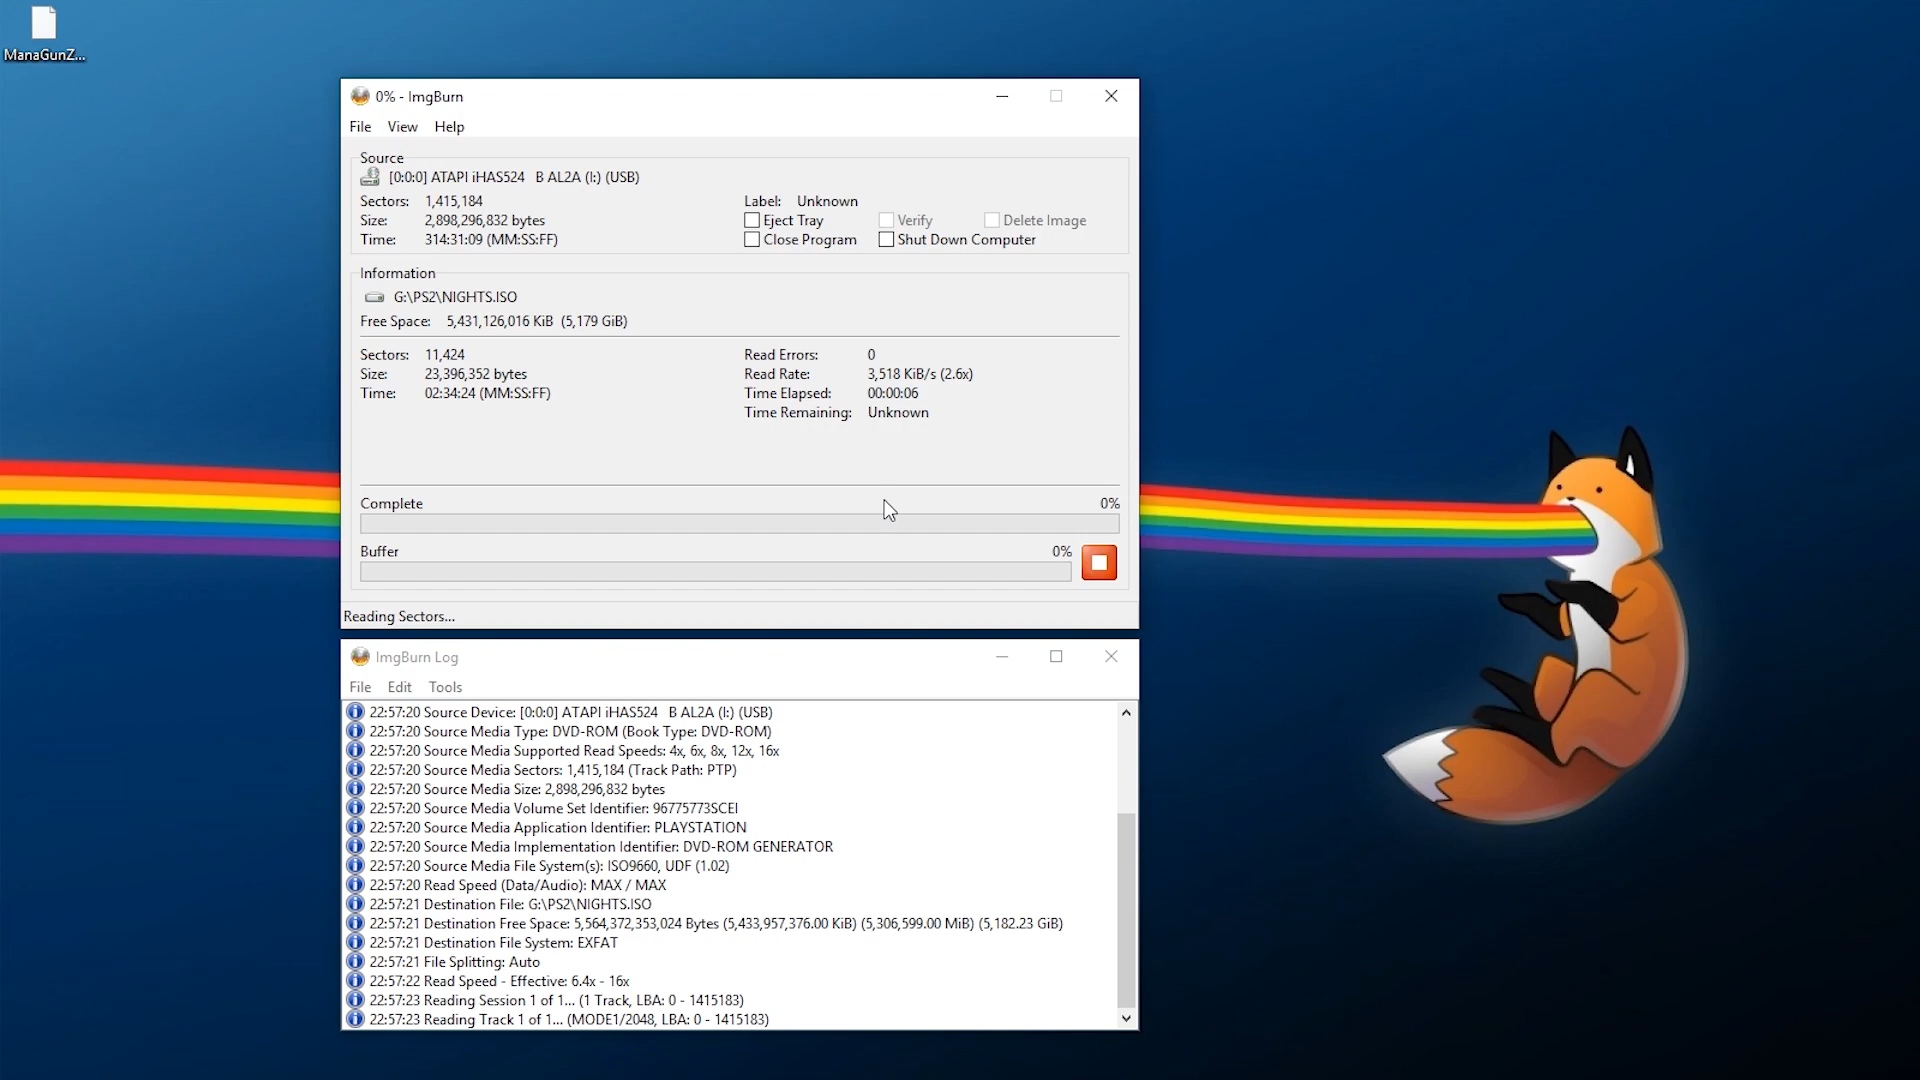 ManaGunZ...
0% - ImgBurn
File View Help
Source
[0:0:0] ATAPI iHAS524 B AL2A (I:) (USB)
Sectors: 1,415,184 Label: Unknown
Size: 2,898,296,832 bytes Eject Tray Verify Delete Image
Time: 314:31:09 (MM:SS:FF) Close Program Shut Down Computer
Information
G:\PS2\NIGHTS.ISO
Free Space: 5,431,126,016 KiB (5,179 GiB)
Sectors: 11,424 Read Errors: 0
Size: 23,396,352 bytes Read Rate: 3,518 KiB/s (2.6x)
Time: 02:34:24 (MM:SS:FF) Time Elapsed: 00:00:06
Time Remaining: Unknown
Complete 0%
Buffer 0%
Reading Sectors...
ImgBurn Log
File Edit Tools
22:57:20 Source Device: [0:0:0] ATAPI iHAS524 B AL2A (I:) (USB)
22:57:20 Source Media Type: DVD-ROM (Book Type: DVD-ROM)
22:57:20 Source Media Supported Read Speeds: 4x, 6x, 8x, 12x, 16x
22:57:20 Source Media Sectors: 1,415,184 (Track Path: PTP)
22:57:20 Source Media Size: 2,898,296,832 bytes
22:57:20 Source Media Volume Set Identifier: 96775773SCEI
22:57:20 Source Media Application Identifier: PLAYSTATION
22:57:20 Source Media Implementation Identifier: DVD-ROM GENERATOR
22:57:20 Source Media File System(s): ISO9660, UDF (1.02)
22:57:20 Read Speed (Data/Audio): MAX / MAX
22:57:21 Destination File: G:\PS2\NIGHTS.ISO
22:57:21 Destination Free Space: 5,564,372,353,024 Bytes (5,433,957,376.00 KiB) (5,306,599.00 MiB) (5,182.23 GiB)
22:57:21 Destination File System: EXFAT
22:57:21 File Splitting: Auto
22:57:22 Read Speed - Effective: 6.4x - 16x
22:57:23 Reading Session 1 of 1... (1 Track, LBA: 0 - 1415183)
22:57:23 Reading Track 1 of 1... (MODE1/2048, LBA: 0 - 1415183)